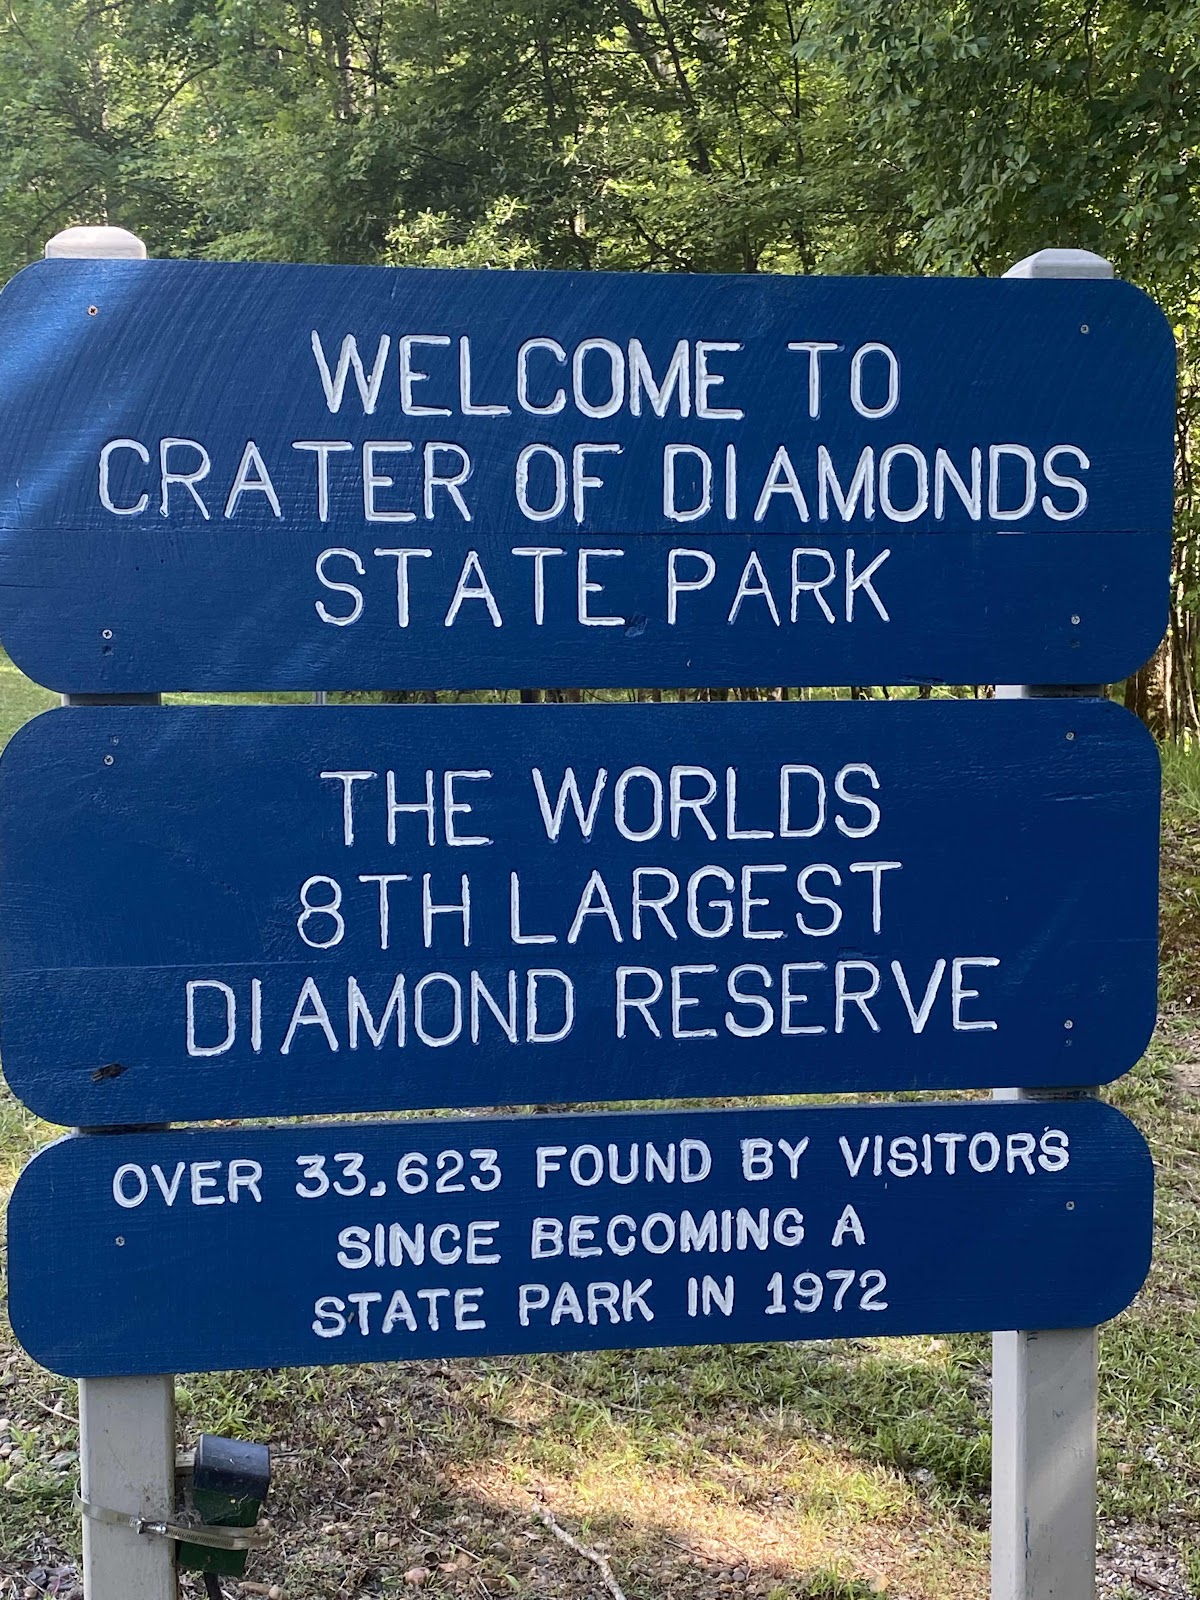 WELCOME TO
CRATER OF DIAMONDS
STATE PARK
THE WORLDS
8TH LARGEST
DIAMOND RESERVE
OVER 33,623 FOUND BY VISITORS
SINCE BECOMING A
STATE PARK IN 1972